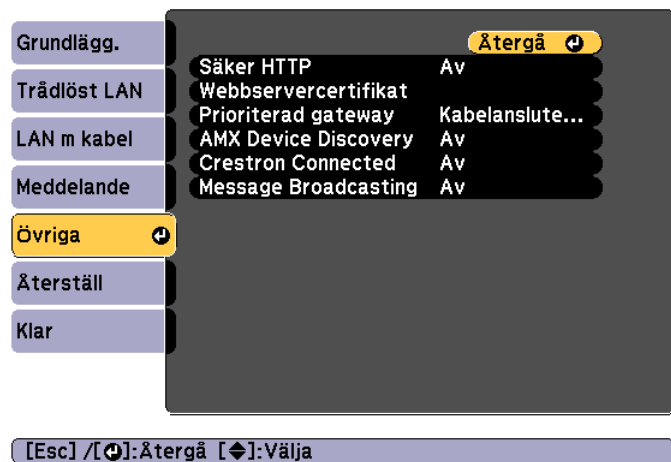 Grundlägg.
Trådlöst LAN
LAN m kabel
Meddelande
Övriga
Återställ
Klar
Återgå
Säker HTTP Av
Webbservercertifikat
Prioriterad gateway Kabelanslute...
AMX Device Discovery Av
Crestron Connected Av
Message Broadcasting Av
[Esc] /[⏎]:Återgå [◆]:Välja